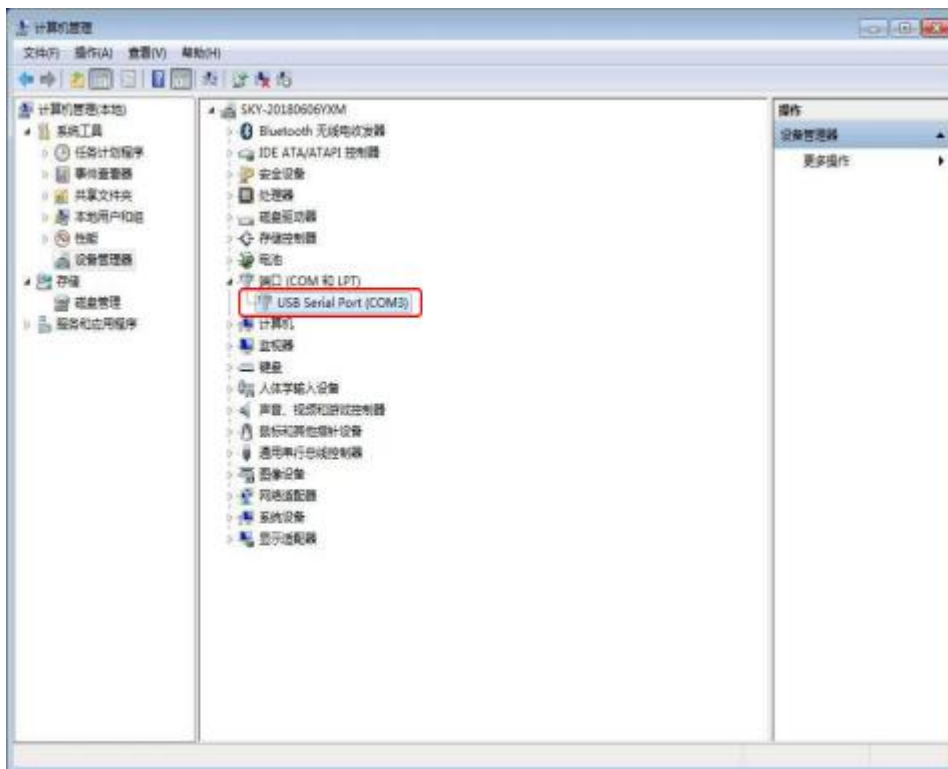 计算机管理
文件(F) 操作(A) 查看(V) 帮助(H)
计算机管理(本地)
系统工具
任务计划程序
事件查看器
共享文件夹
本地用户和组
性能
设备管理器
存储
磁盘管理
服务和应用程序
SKY-20180606YXM
Bluetooth 无线电收发器
IDE ATA/ATAPI 控制器
安全设备
处理器
磁盘驱动器
存储控制器
电池
端口 (COM 和 LPT)
USB Serial Port (COM3)
计算机
监视器
键盘
人体学输入设备
声音、视频和游戏控制器
鼠标和其他指针设备
通用串行总线控制器
图像设备
网络适配器
系统设备
显示适配器
操作
设备管理器
更多操作